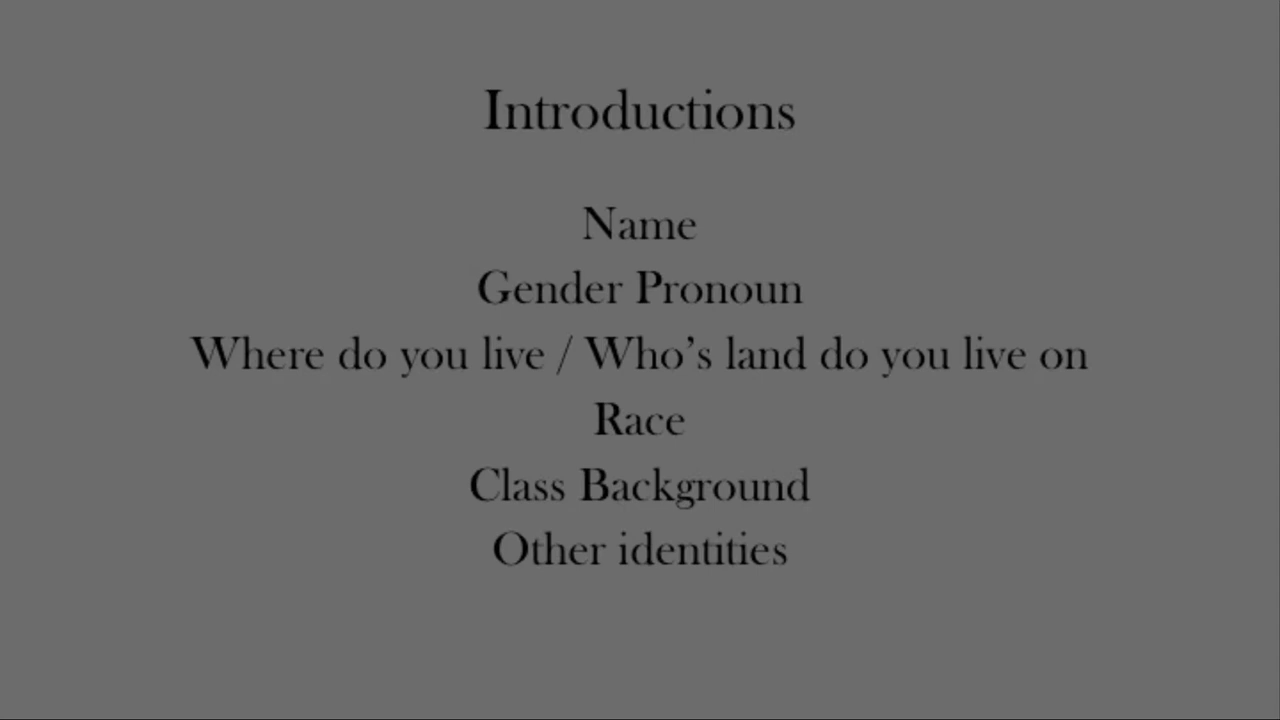 Introductions
Name
Gender Pronoun
Where do you live / Who’s land do you live on
Race
Class Background
Other identities